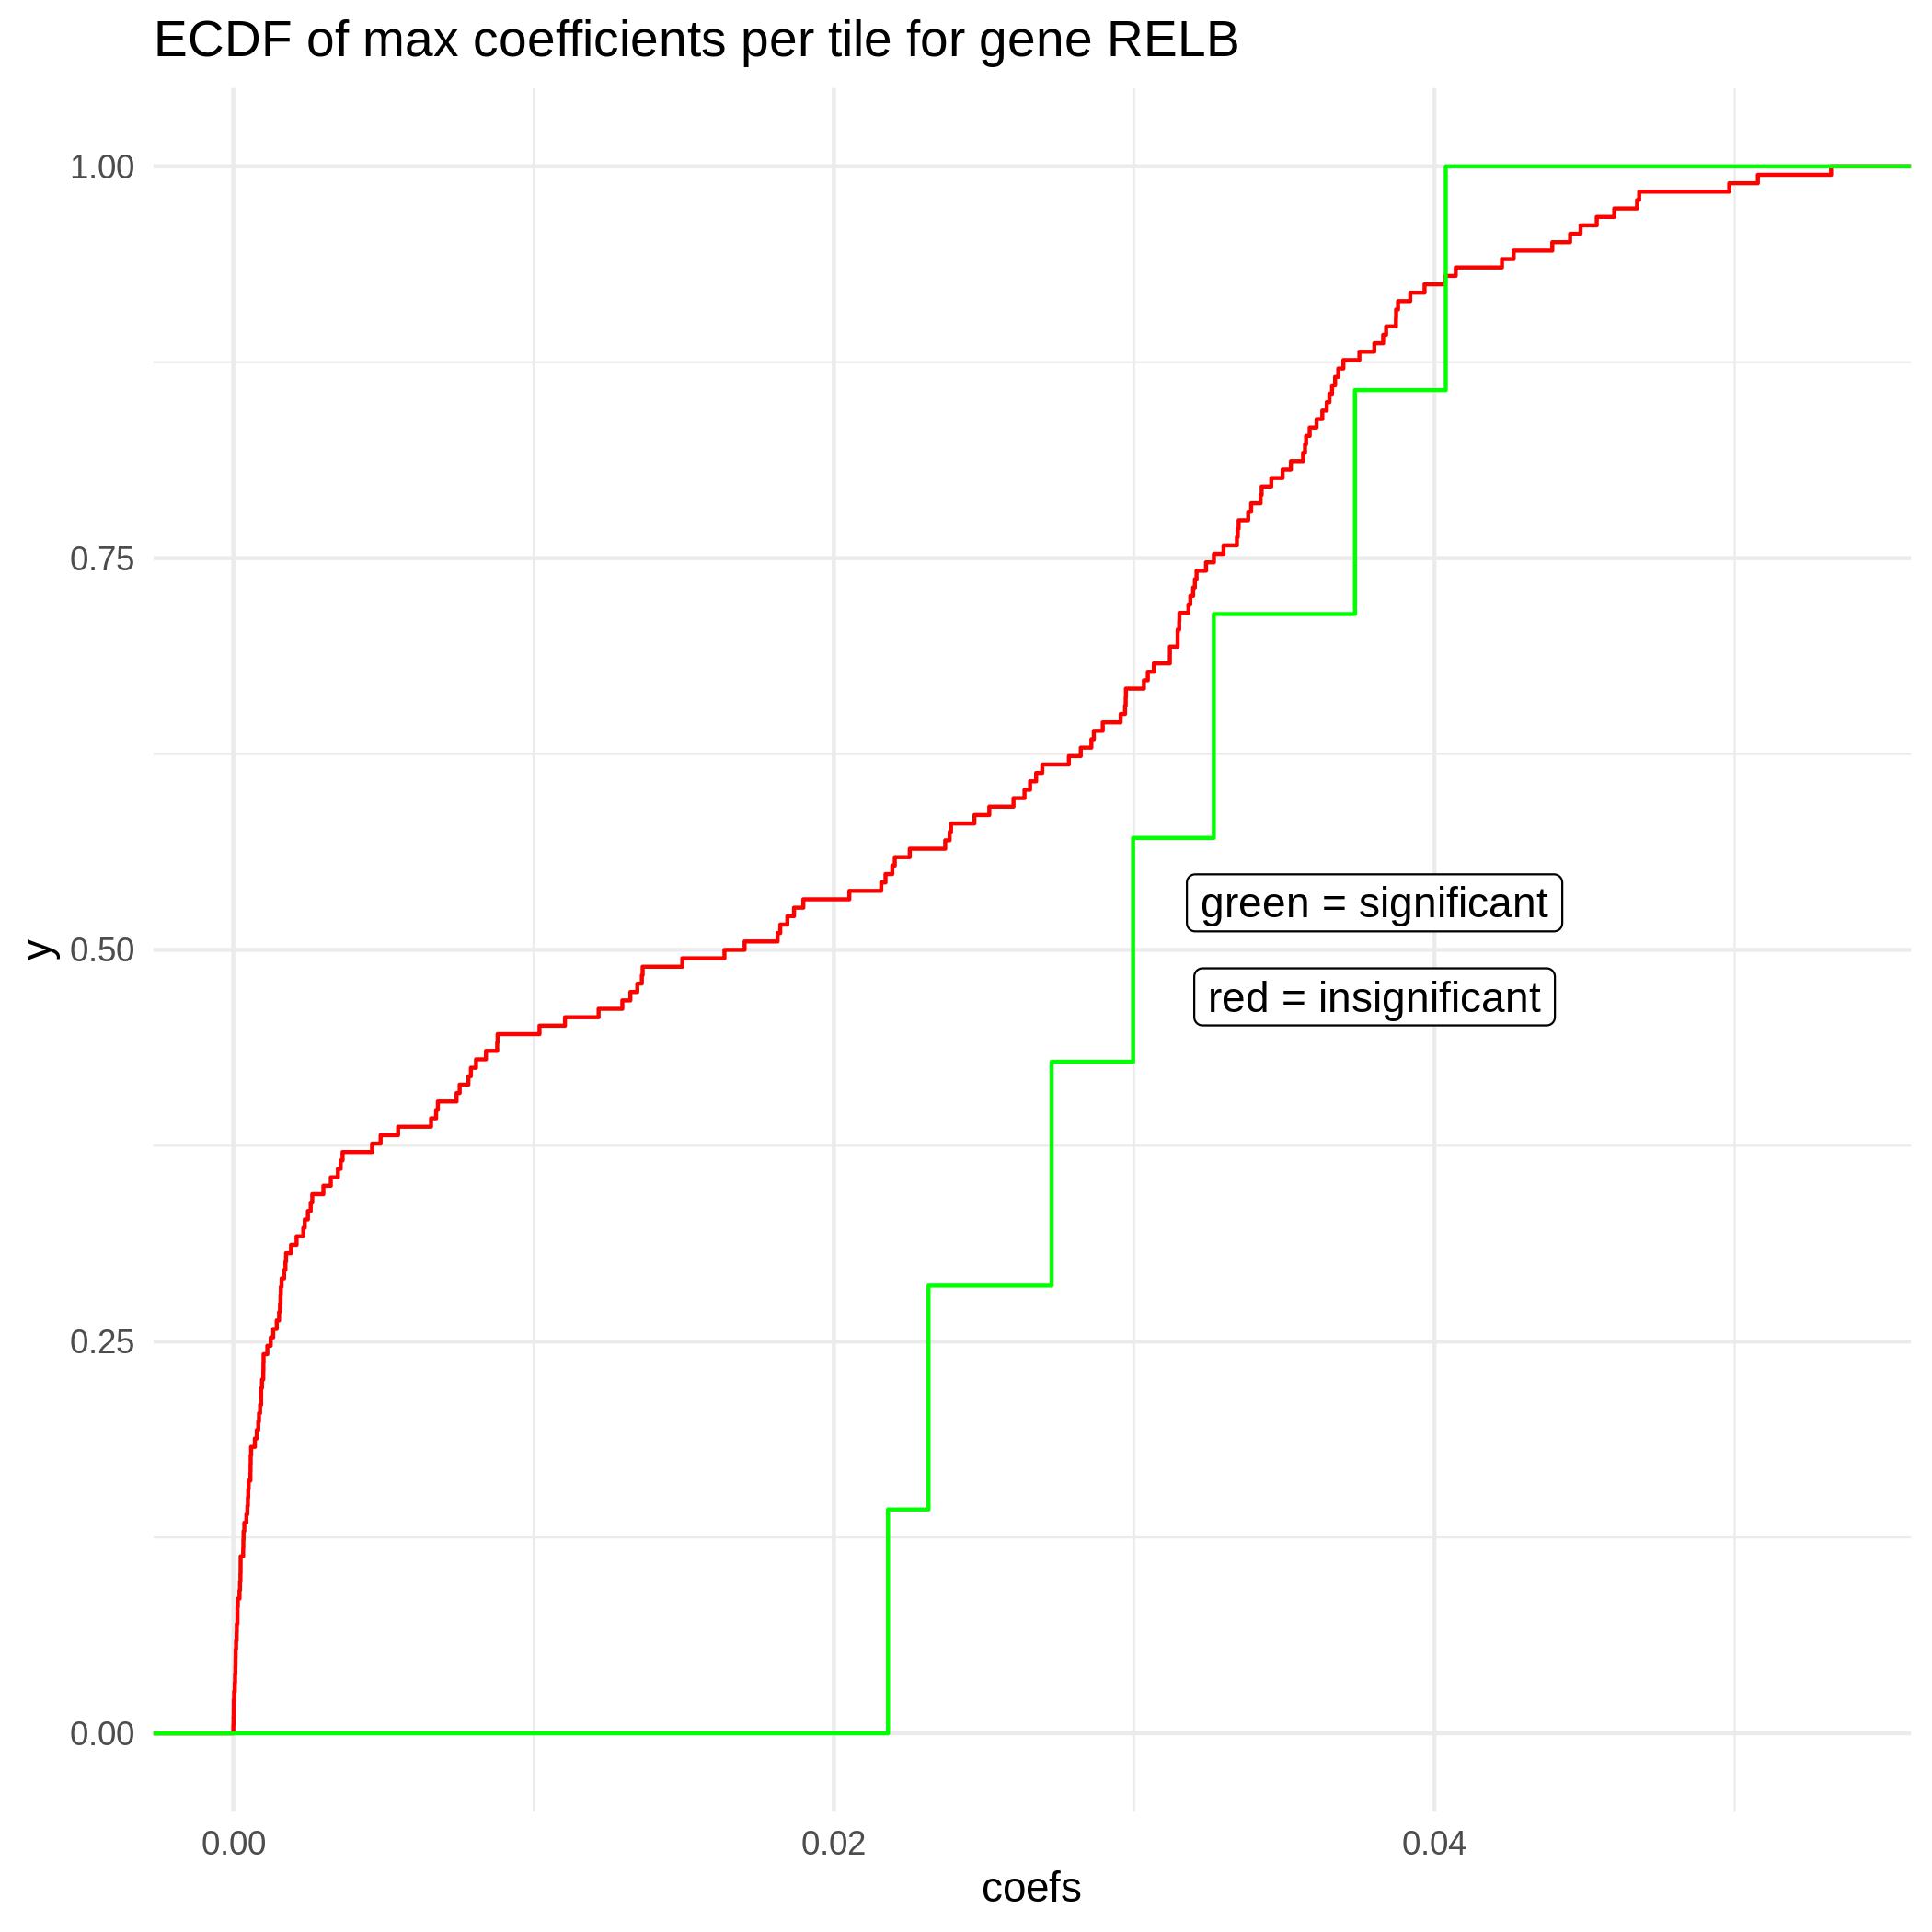 ECDF of max coefficients per tile for gene RELB
1.00
0.75
0.50
0.25
0.00
y
green = significant
red = insignificant
0.00 0.02 0.04
coefs